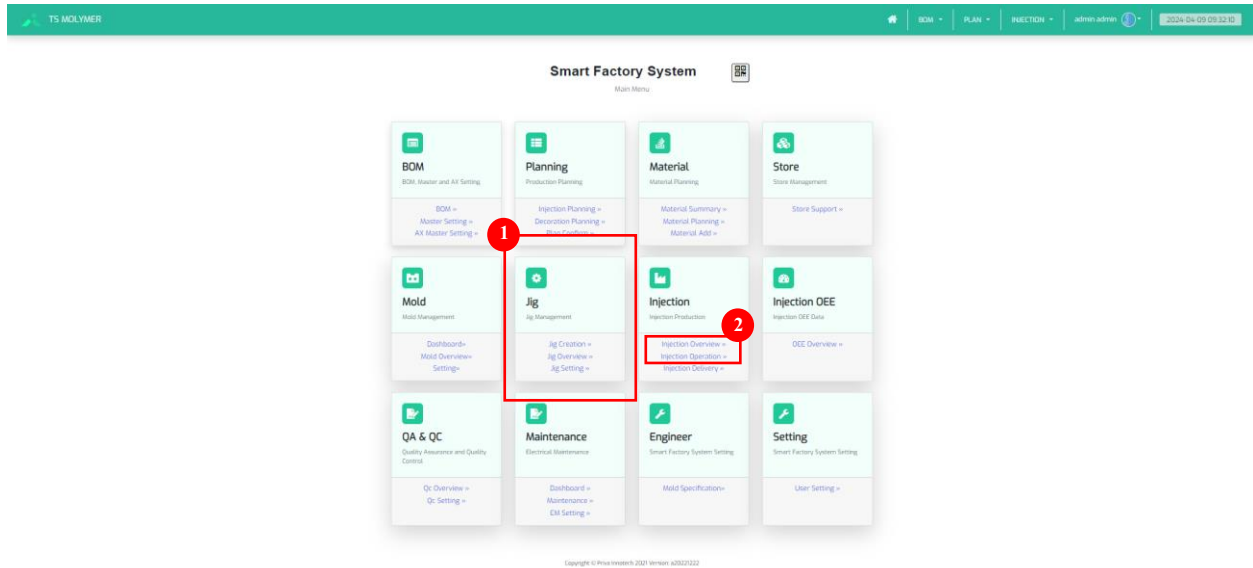 TS MOLYMER
BOM
PLAN
INJECTION
admin admin
2024-04-09 09:32:10
Smart Factory System
Main Menu
BOM
BOM, Master and AX Setting
BOM »
Master Setting »
AX Master Setting »
Planning
Production Planning
Injection Planning »
Decoration Planning »
Plan Confirm »
Material
Material Planning
Material Summary »
Material Planning »
Material Add »
Store
Store Management
Store Support »
1
Mold
Mold Management
Dashboard»
Mold Overview»
Setting»
Jig
Jig Management
Jig Creation »
Jig Overview »
Jig Setting »
Injection
Injection Production
2
Injection Overview »
Injection Operation »
Injection Delivery »
Injection OEE
Injection OEE Data
OEE Overview »
QA & QC
Quality Assurance and Quality
Control
Qc Overview »
Qc Setting »
Maintenance
Electrical Maintenance
Dashboard »
Maintenance »
EM Setting »
Engineer
Smart Factory System Setting
Mold Specification»
Setting
Smart Factory System Setting
User Setting »
Copyright © Prox Innotech 2021 Version: a20221222